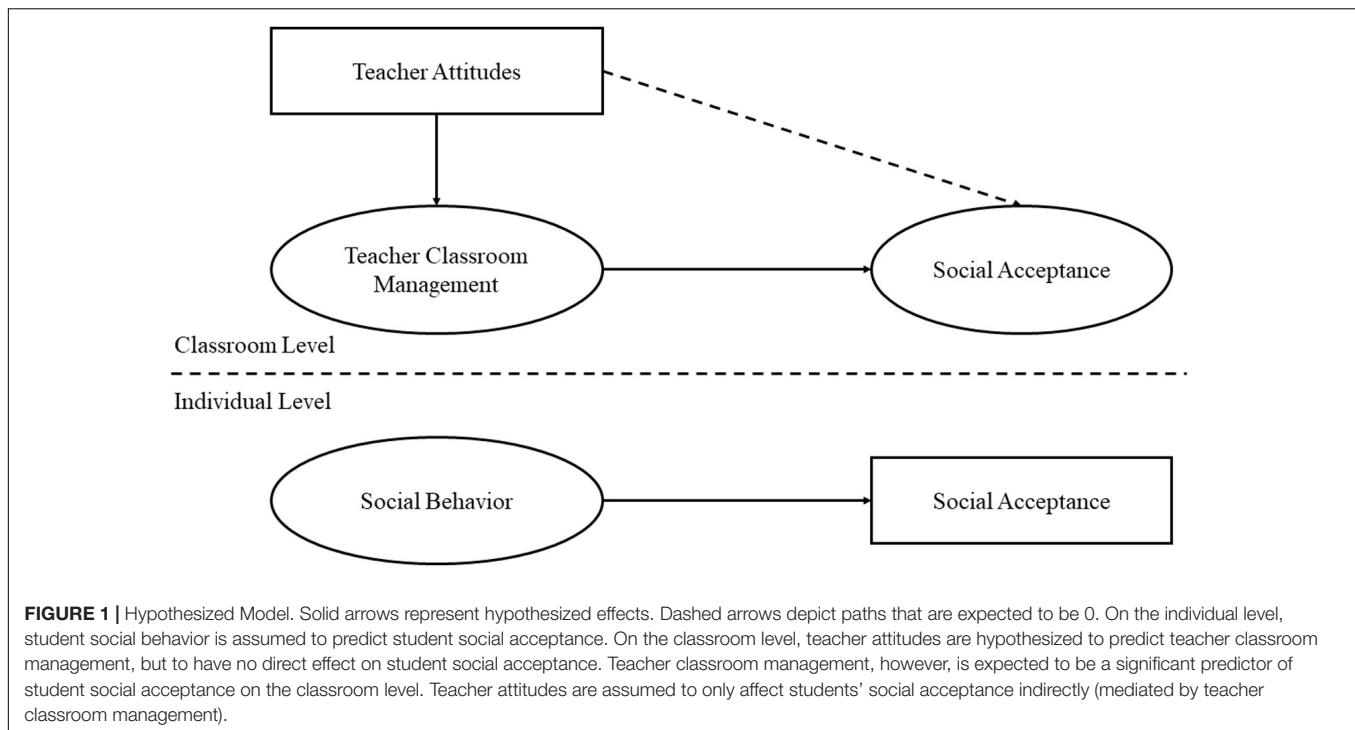 Teacher Attitudes
Teacher Classroom
Management
Social Acceptance
Classroom Level
Individual Level
Social Behavior
Social Acceptance
FIGURE 1 | Hypothesized Model. Solid arrows represent hypothesized effects. Dashed arrows depict paths that are expected to be 0. On the individual level,
student social behavior is assumed to predict student social acceptance. On the classroom level, teacher attitudes are hypothesized to predict teacher classroom
management, but to have no direct effect on student social acceptance. Teacher classroom management, however, is expected to be a significant predictor of
student social acceptance on the classroom level. Teacher attitudes are assumed to only affect students' social acceptance indirectly (mediated by teacher
classroom management).